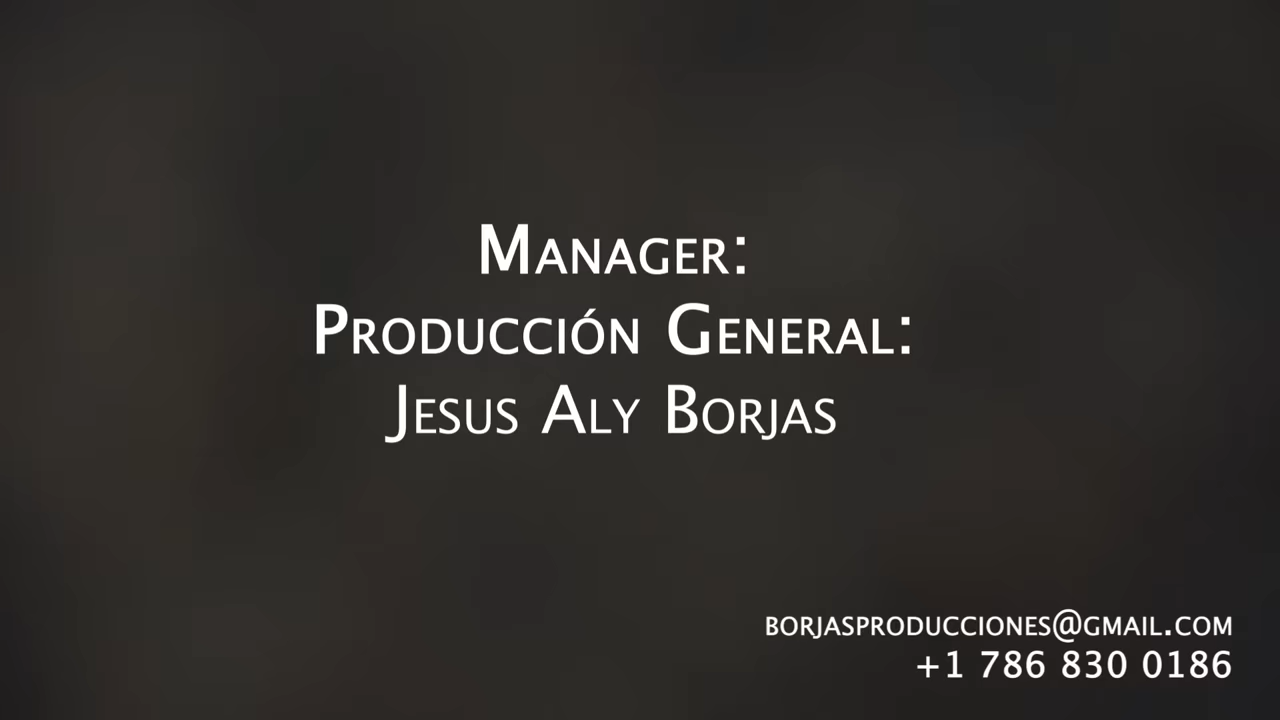 Manager:
Producción General:
Jesus Aly Borjas
borjasproducciones@gmail.com
+1 786 830 0186